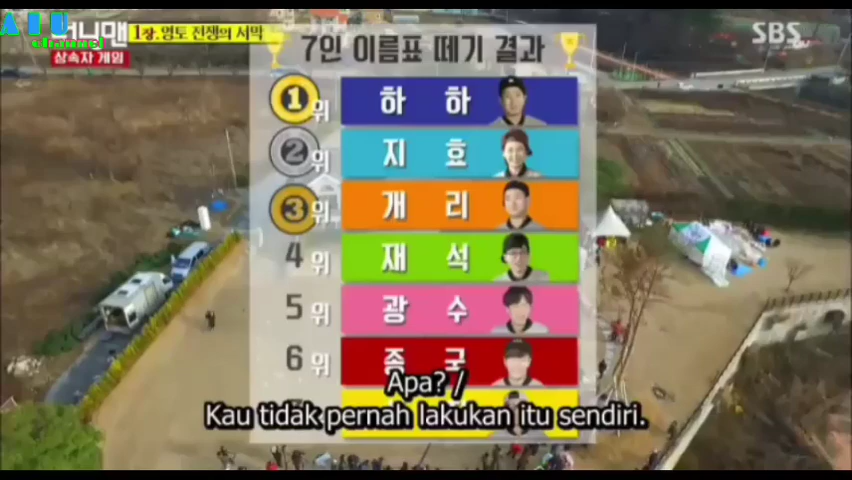 AIU channel
런닝맨
상속자 게임
1장. 영토 전쟁의 서막
SBS
7인 이름표 떼기 결과
1위 하하
2위 지효
3위 개리
4위 재석
5위 광수
6위 종국
Apa? /
Kau tidak pernah lakukan itu sendiri.